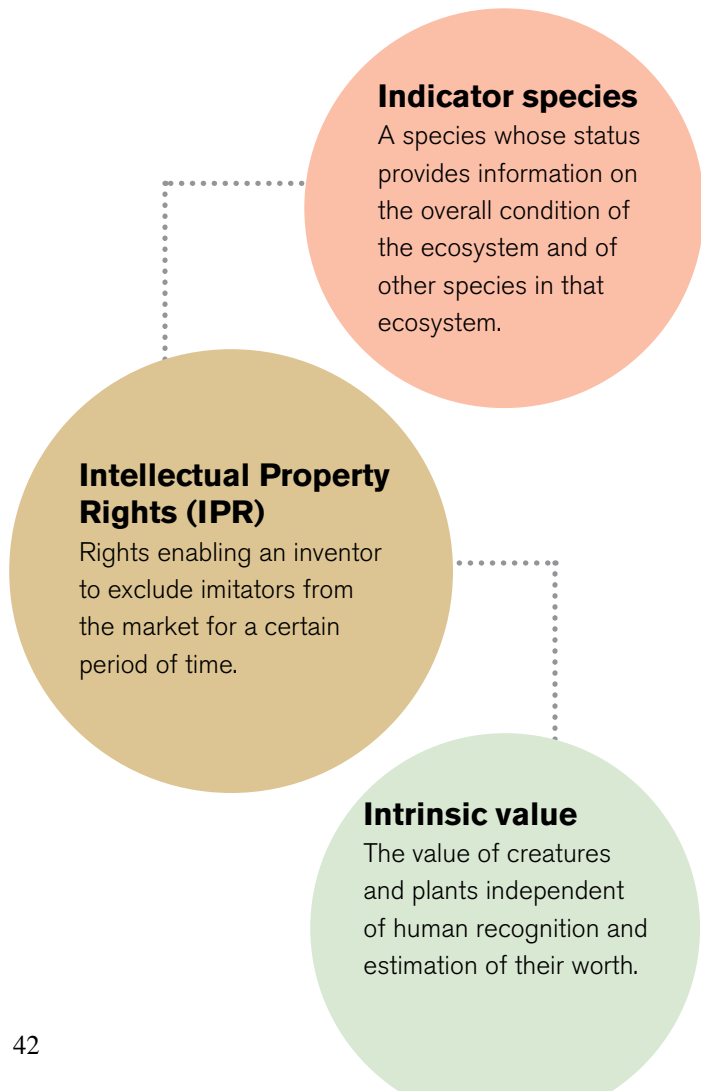 Indicator species
A species whose status
provides information on
the overall condition of
the ecosystem and of
other species in that
ecosystem.
Intellectual Property
Rights (IPR)
Rights enabling an inventor
to exclude imitators from
the market for a certain
period of time.
Intrinsic value
The value of creatures
and plants independent
of human recognition and
estimation of their worth.
42